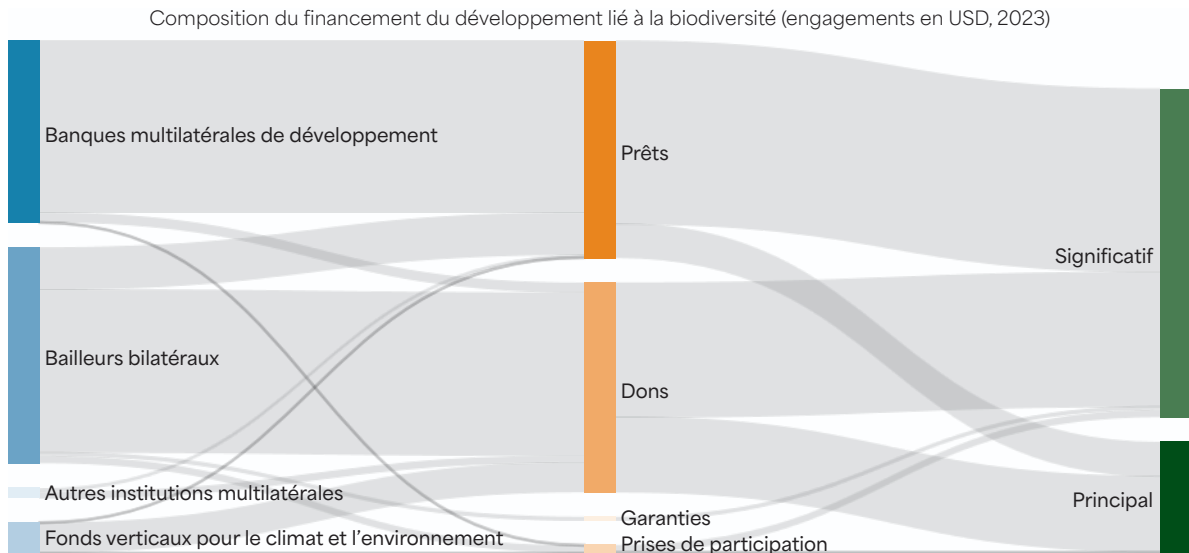 Composition du financement du développement lié à la biodiversité (engagements en USD, 2023)
Banques multilatérales de développement
Prêts
Significatif
Bailleurs bilatéraux
Dons
Autres institutions multilatérales
Principal
Garanties
Fonds verticaux pour le climat et l’environnement
Prises de participation